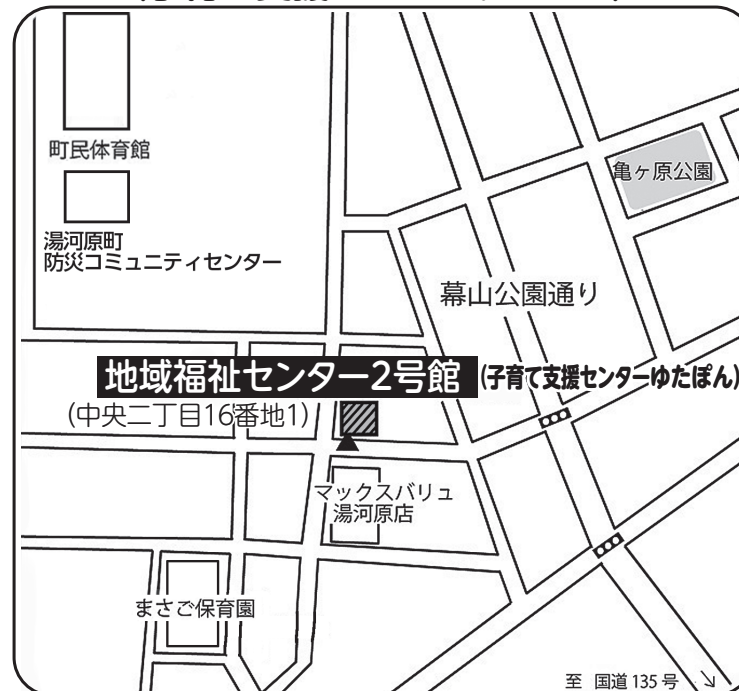 町民体育館
亀ヶ原公園
湯河原町
防災コミュニティセンター
幕山公園通り
地域福祉センター2号館 (子育て支援センターゆたぽん)
(中央二丁目16番地1)
マックスバリュ
湯河原店
まさご保育園
至 国道135号